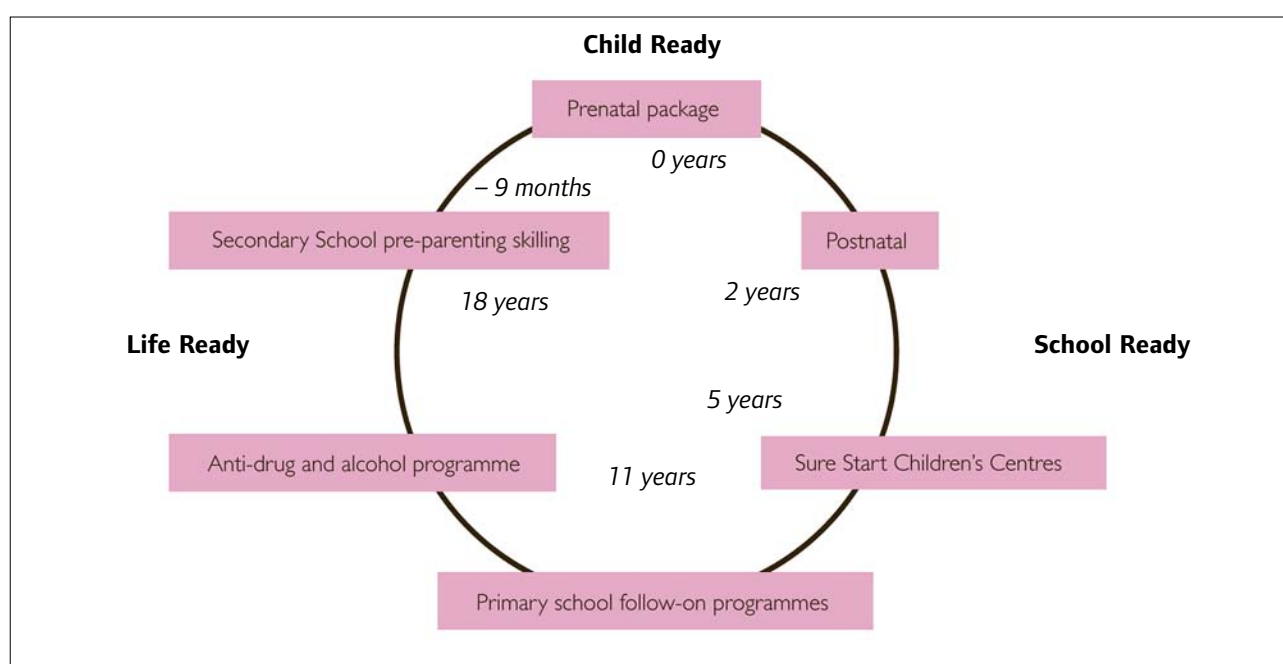 Child Ready
Prenatal package
0 years
– 9 months
Secondary School pre-parenting skilling
Postnatal
18 years
2 years
Life Ready
School Ready
5 years
Anti-drug and alcohol programme
11 years
Sure Start Children's Centres
Primary school follow-on programmes